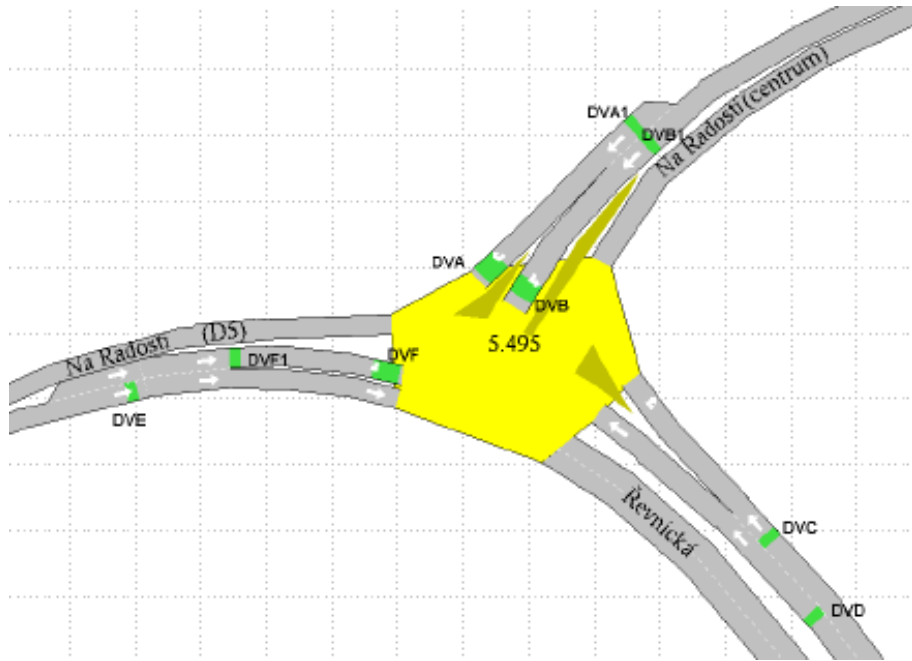 DVA1
DVB1
Na Radosti (centrum)
DVA
DVB
5.495
Na Radosti (D5)
DVF1
DVF
DVE
Řevnická
DVC
DVD